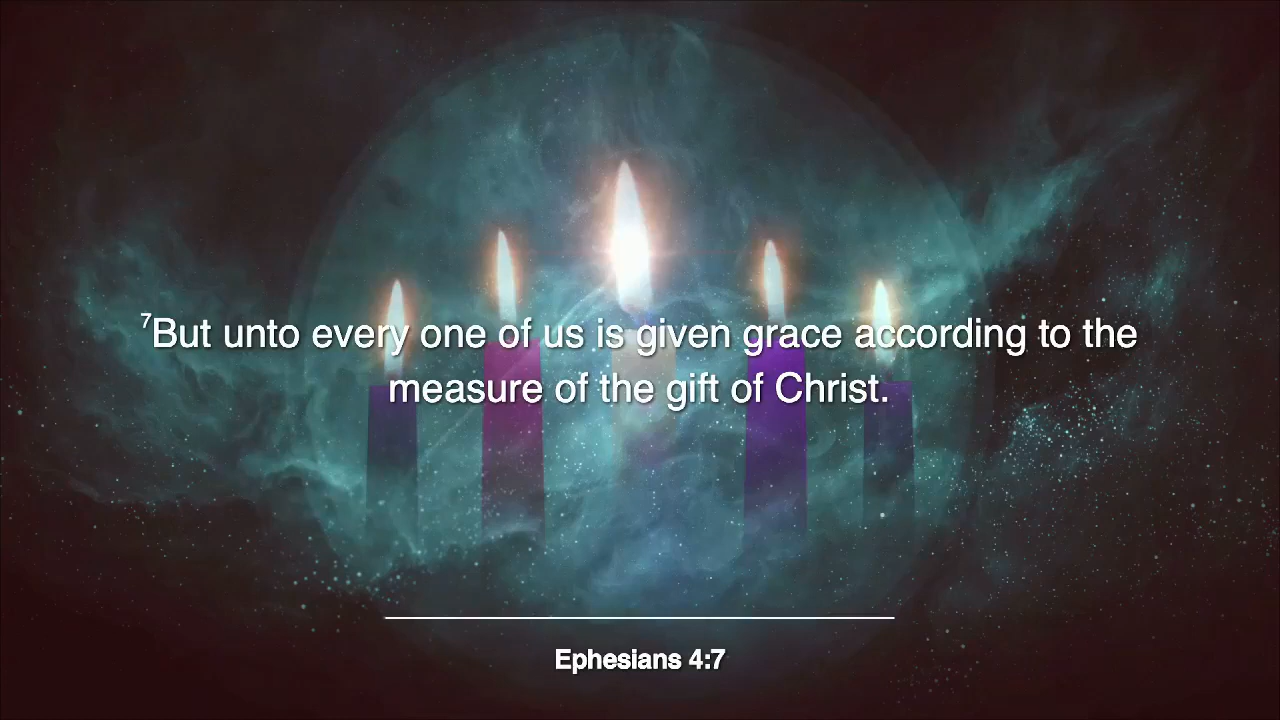 ⁷But unto every one of us is given grace according to the
measure of the gift of Christ.
Ephesians 4:7